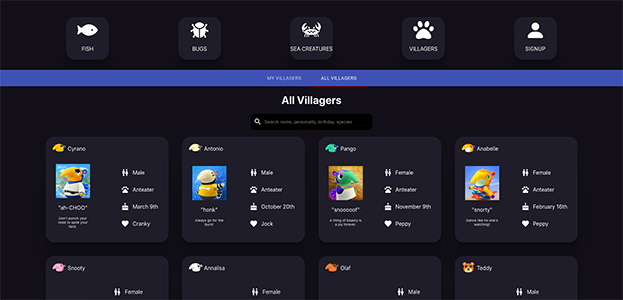 FISH
BUGS
SEA CREATURES
VILLAGERS
SIGNUP
MY VILLAGERS
ALL VILLAGERS
All Villagers
Search name, personality, birthday, species
Cyrano
Male
Anteater
March 9th
Cranky
"ah-CHOO"
Don't punch your
nose to spite your
face.
Antonio
Male
Anteater
October 20th
Jock
"honk"
Always go for the
burn!
Pango
Female
Anteater
November 9th
Peppy
"snooooof"
A thing of beauty is
a joy forever.
Anabelle
Female
Anteater
February 16th
Peppy
"snorty"
Dance like no one's
watching!
Snooty
Female
Annalisa
Female
Olaf
Male
Teddy
Male